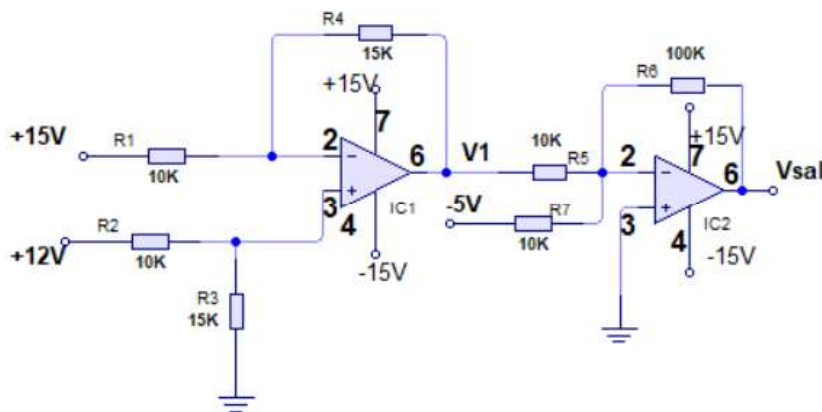 R4
15K
+15V
7
+15V
R1
10K
2
6
V1
3
4
IC1
-15V
R2
+12V
10K
R3
15K
R6
100K
+15V
7
10K
R5
2
6
Vsal
-5V
R7
10K
3
4
IC2
-15V